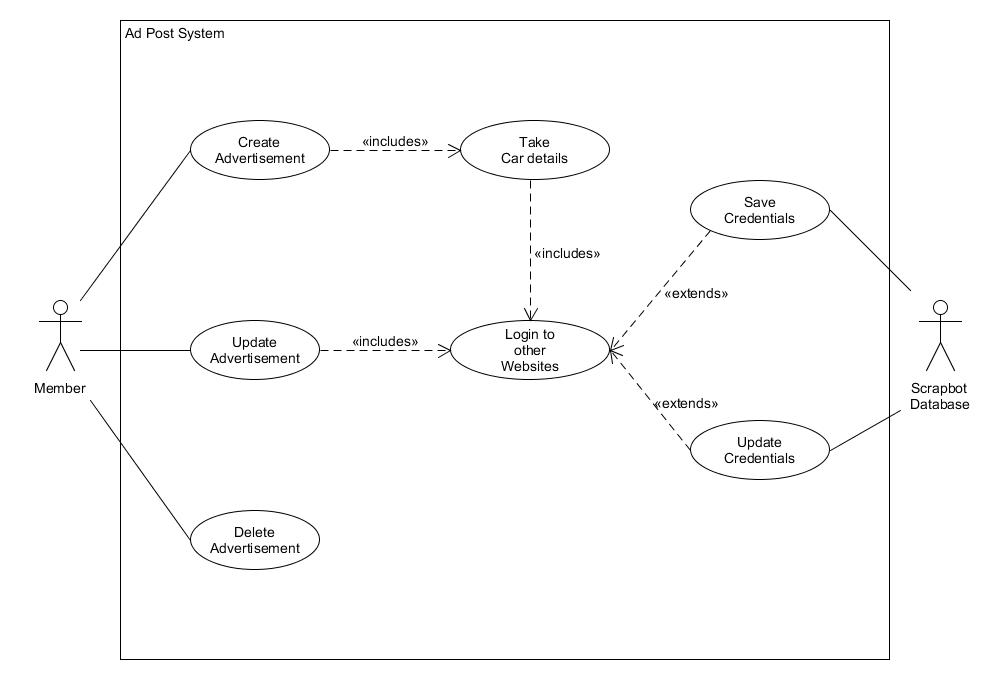 Ad Post System
Create
Advertisement
«includes»
Take
Car details
Save
Credentials
«includes»
«extends»
Member
Update
Advertisement
«includes»
Login to
other
Websites
Scrapbot
Database
«extends»
Update
Credentials
Delete
Advertisement